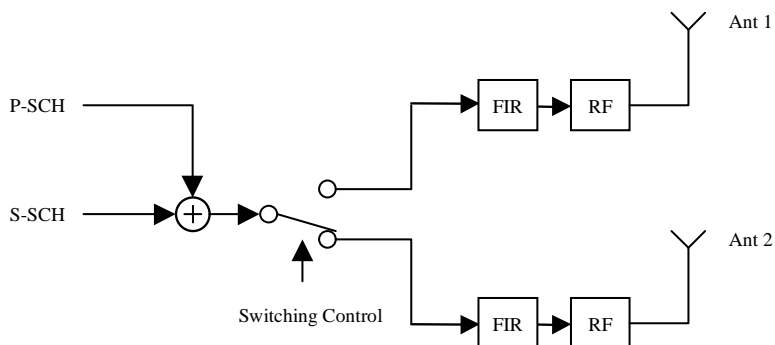 Ant 1
P-SCH
FIR
RF
S-SCH
Ant 2
Switching Control
FIR
RF